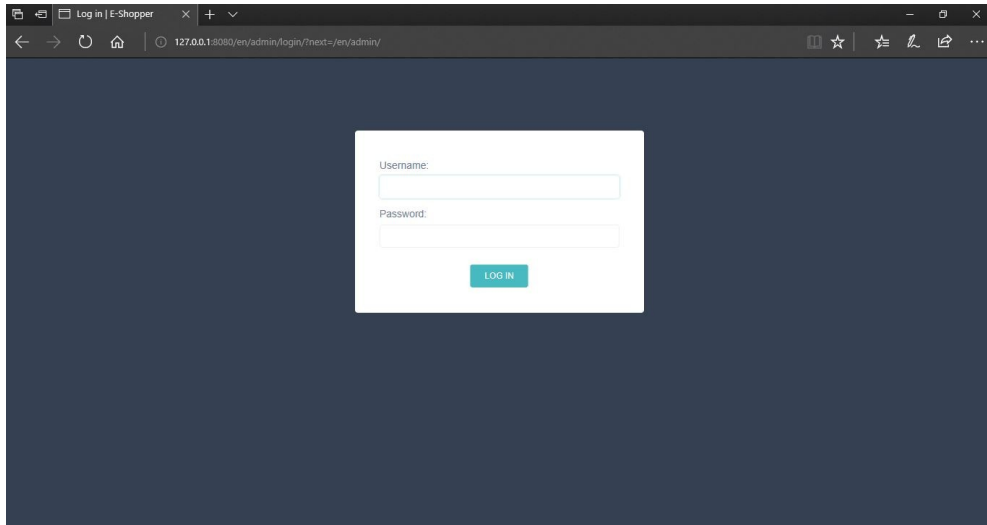 Log in | E-Shopper
127.0.0.1:8080/en/admin/login/?next=/en/admin/
Username:
Password:
LOG IN